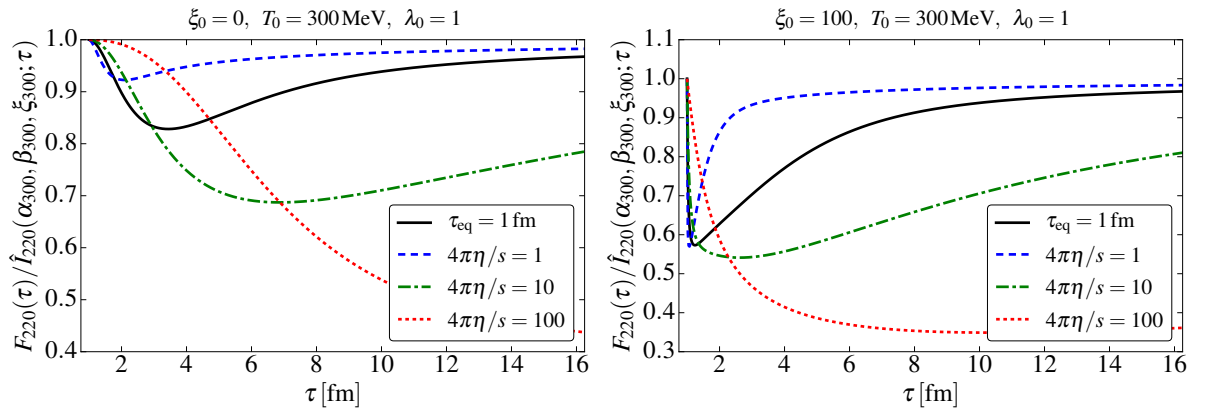 ξ₀ = 0, T₀ = 300 MeV, λ₀ = 1
F₂₂₀(τ)/Î₂₂₀(α₃₀₀, β₃₀₀, ξ₃₀₀; τ)
1.0
0.9
0.8
0.7
0.6
0.5
0.4
τ_eq = 1 fm
4πη/s = 1
4πη/s = 10
4πη/s = 100
2 4 6 8 10 12 14 16
τ [fm]
ξ₀ = 100, T₀ = 300 MeV, λ₀ = 1
F₂₂₀(τ)/Î₂₂₀(α₃₀₀, β₃₀₀, ξ₃₀₀; τ)
1.1
1.0
0.9
0.8
0.7
0.6
0.5
0.4
0.3
τ_eq = 1 fm
4πη/s = 1
4πη/s = 10
4πη/s = 100
2 4 6 8 10 12 14 16
τ [fm]